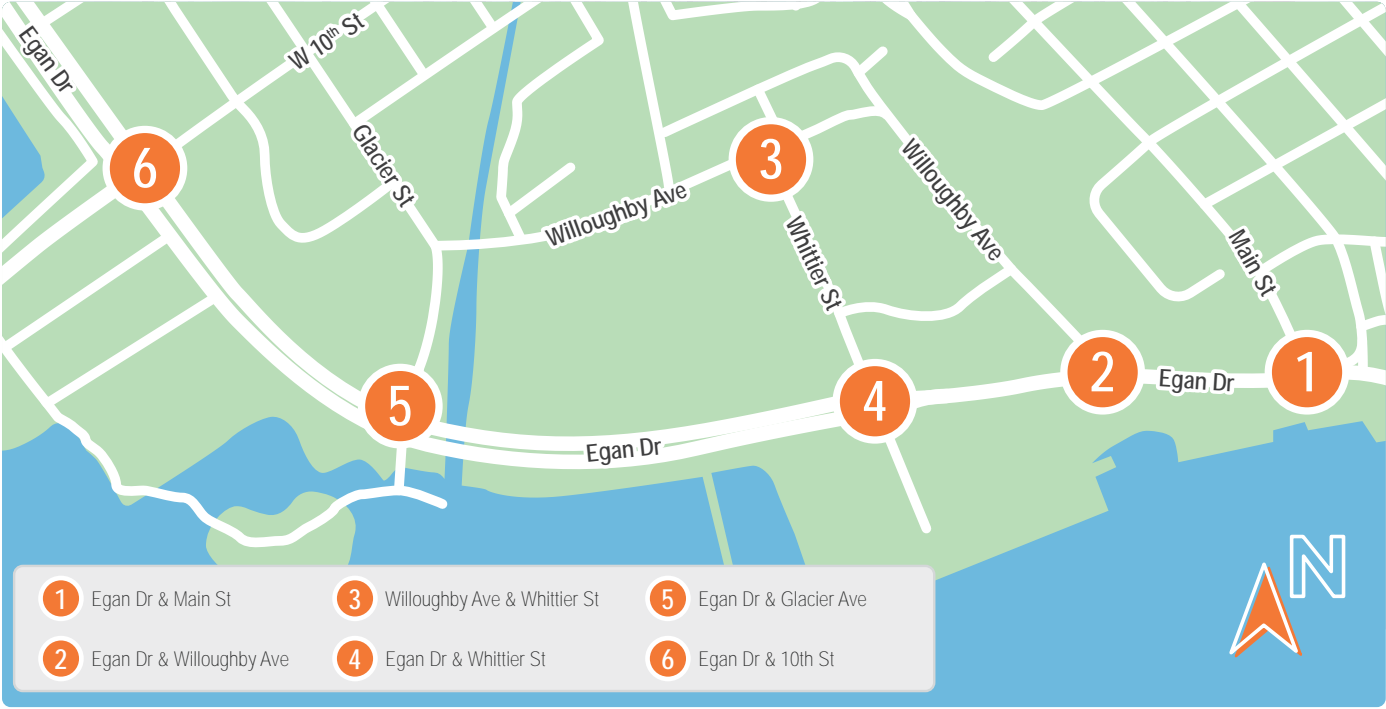 Egan Dr
W 10th St
Glacier St
6
3
Willoughby Ave
Willoughby Ave
Whittier St
Main St
5
4
2
Egan Dr
1
Egan Dr
N
1 Egan Dr & Main St
3 Willoughby Ave & Whittier St
5 Egan Dr & Glacier Ave
2 Egan Dr & Willoughby Ave
4 Egan Dr & Whittier St
6 Egan Dr & 10th St